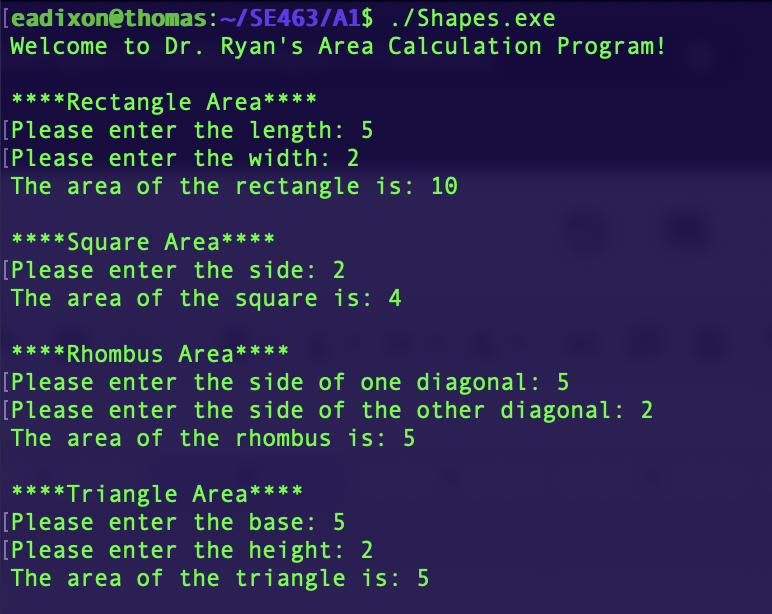 [eadixon@thomas:~/SE463/A1$ ./Shapes.exe
Welcome to Dr. Ryan's Area Calculation Program!
****Rectangle Area****
[Please enter the length: 5
[Please enter the width: 2
The area of the rectangle is: 10
****Square Area****
[Please enter the side: 2
The area of the square is: 4
****Rhombus Area****
[Please enter the side of one diagonal: 5
[Please enter the side of the other diagonal: 2
The area of the rhombus is: 5
****Triangle Area****
[Please enter the base: 5
[Please enter the height: 2
The area of the triangle is: 5